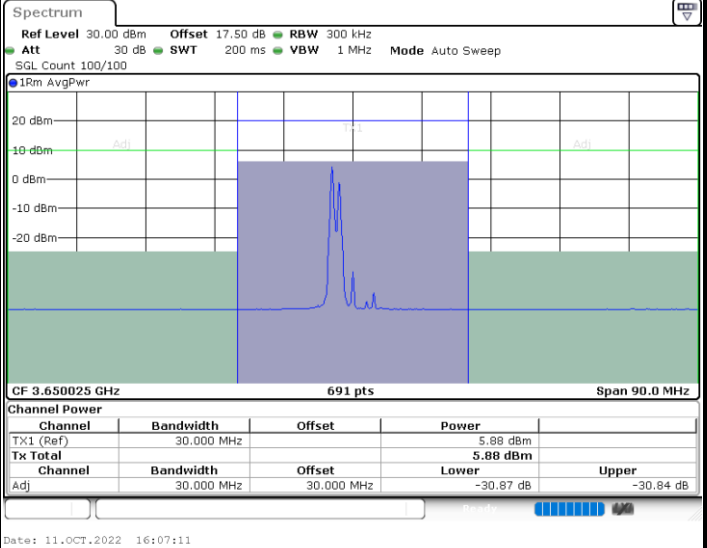 Spectrum
Ref Level 30.00 dBm Offset 17.50 dB RBW 300 kHz
Att 30 dB SWT 200 ms VBW 1 MHz Mode Auto Sweep
SGL Count 100/100
1Rm AvgPwr
20 dBm
TX1
Adj
Adj
10 dBm
0 dBm
-10 dBm
-20 dBm
CF 3.650025 GHz 691 pts Span 90.0 MHz
Channel Power
Channel Bandwidth Offset Power
TX1 (Ref) 30.000 MHz 5.88 dBm
Tx Total 5.88 dBm
Channel Bandwidth Offset Lower Upper
Adj 30.000 MHz 30.000 MHz -30.87 dB -30.84 dB
Ready
Date: 11.OCT.2022 16:07:11